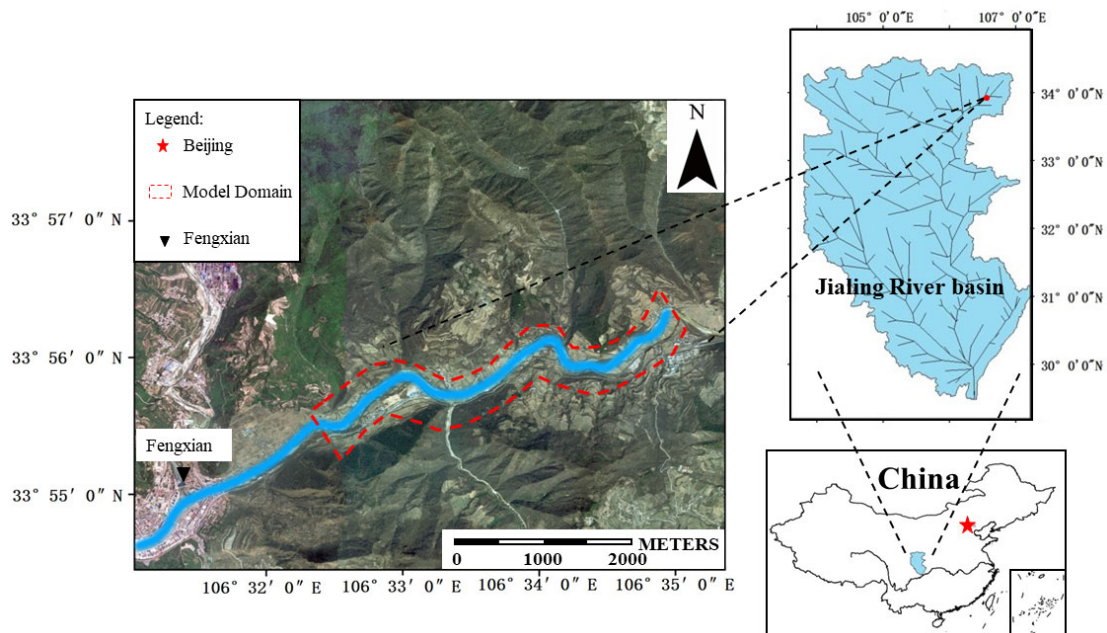 105° 0′0″E 107° 0′0″E
Legend:
Beijing
Model Domain
Fengxian
N
34° 0′0″N
33° 0′0″N
32° 0′0″N
31° 0′0″N
30° 0′0″N
Jialing River basin
33° 57′ 0″ N
33° 56′ 0″ N
33° 55′ 0″ N
Fengxian
0 1000 2000 METERS
106° 32′ 0″ E 106° 33′ 0″ E 106° 34′ 0″ E 106° 35′ 0″ E
China